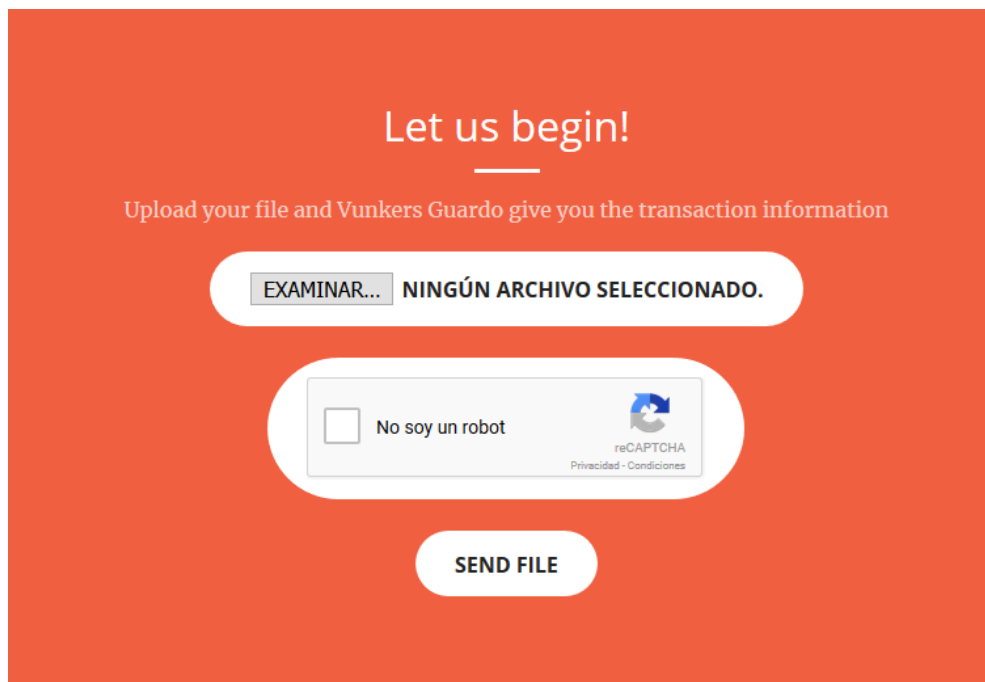 Let us begin!
Upload your file and Vunkers Guardo give you the transaction information
EXAMINAR... NINGÚN ARCHIVO SELECCIONADO.
No soy un robot
reCAPTCHA
Privacidad - Condiciones
SEND FILE